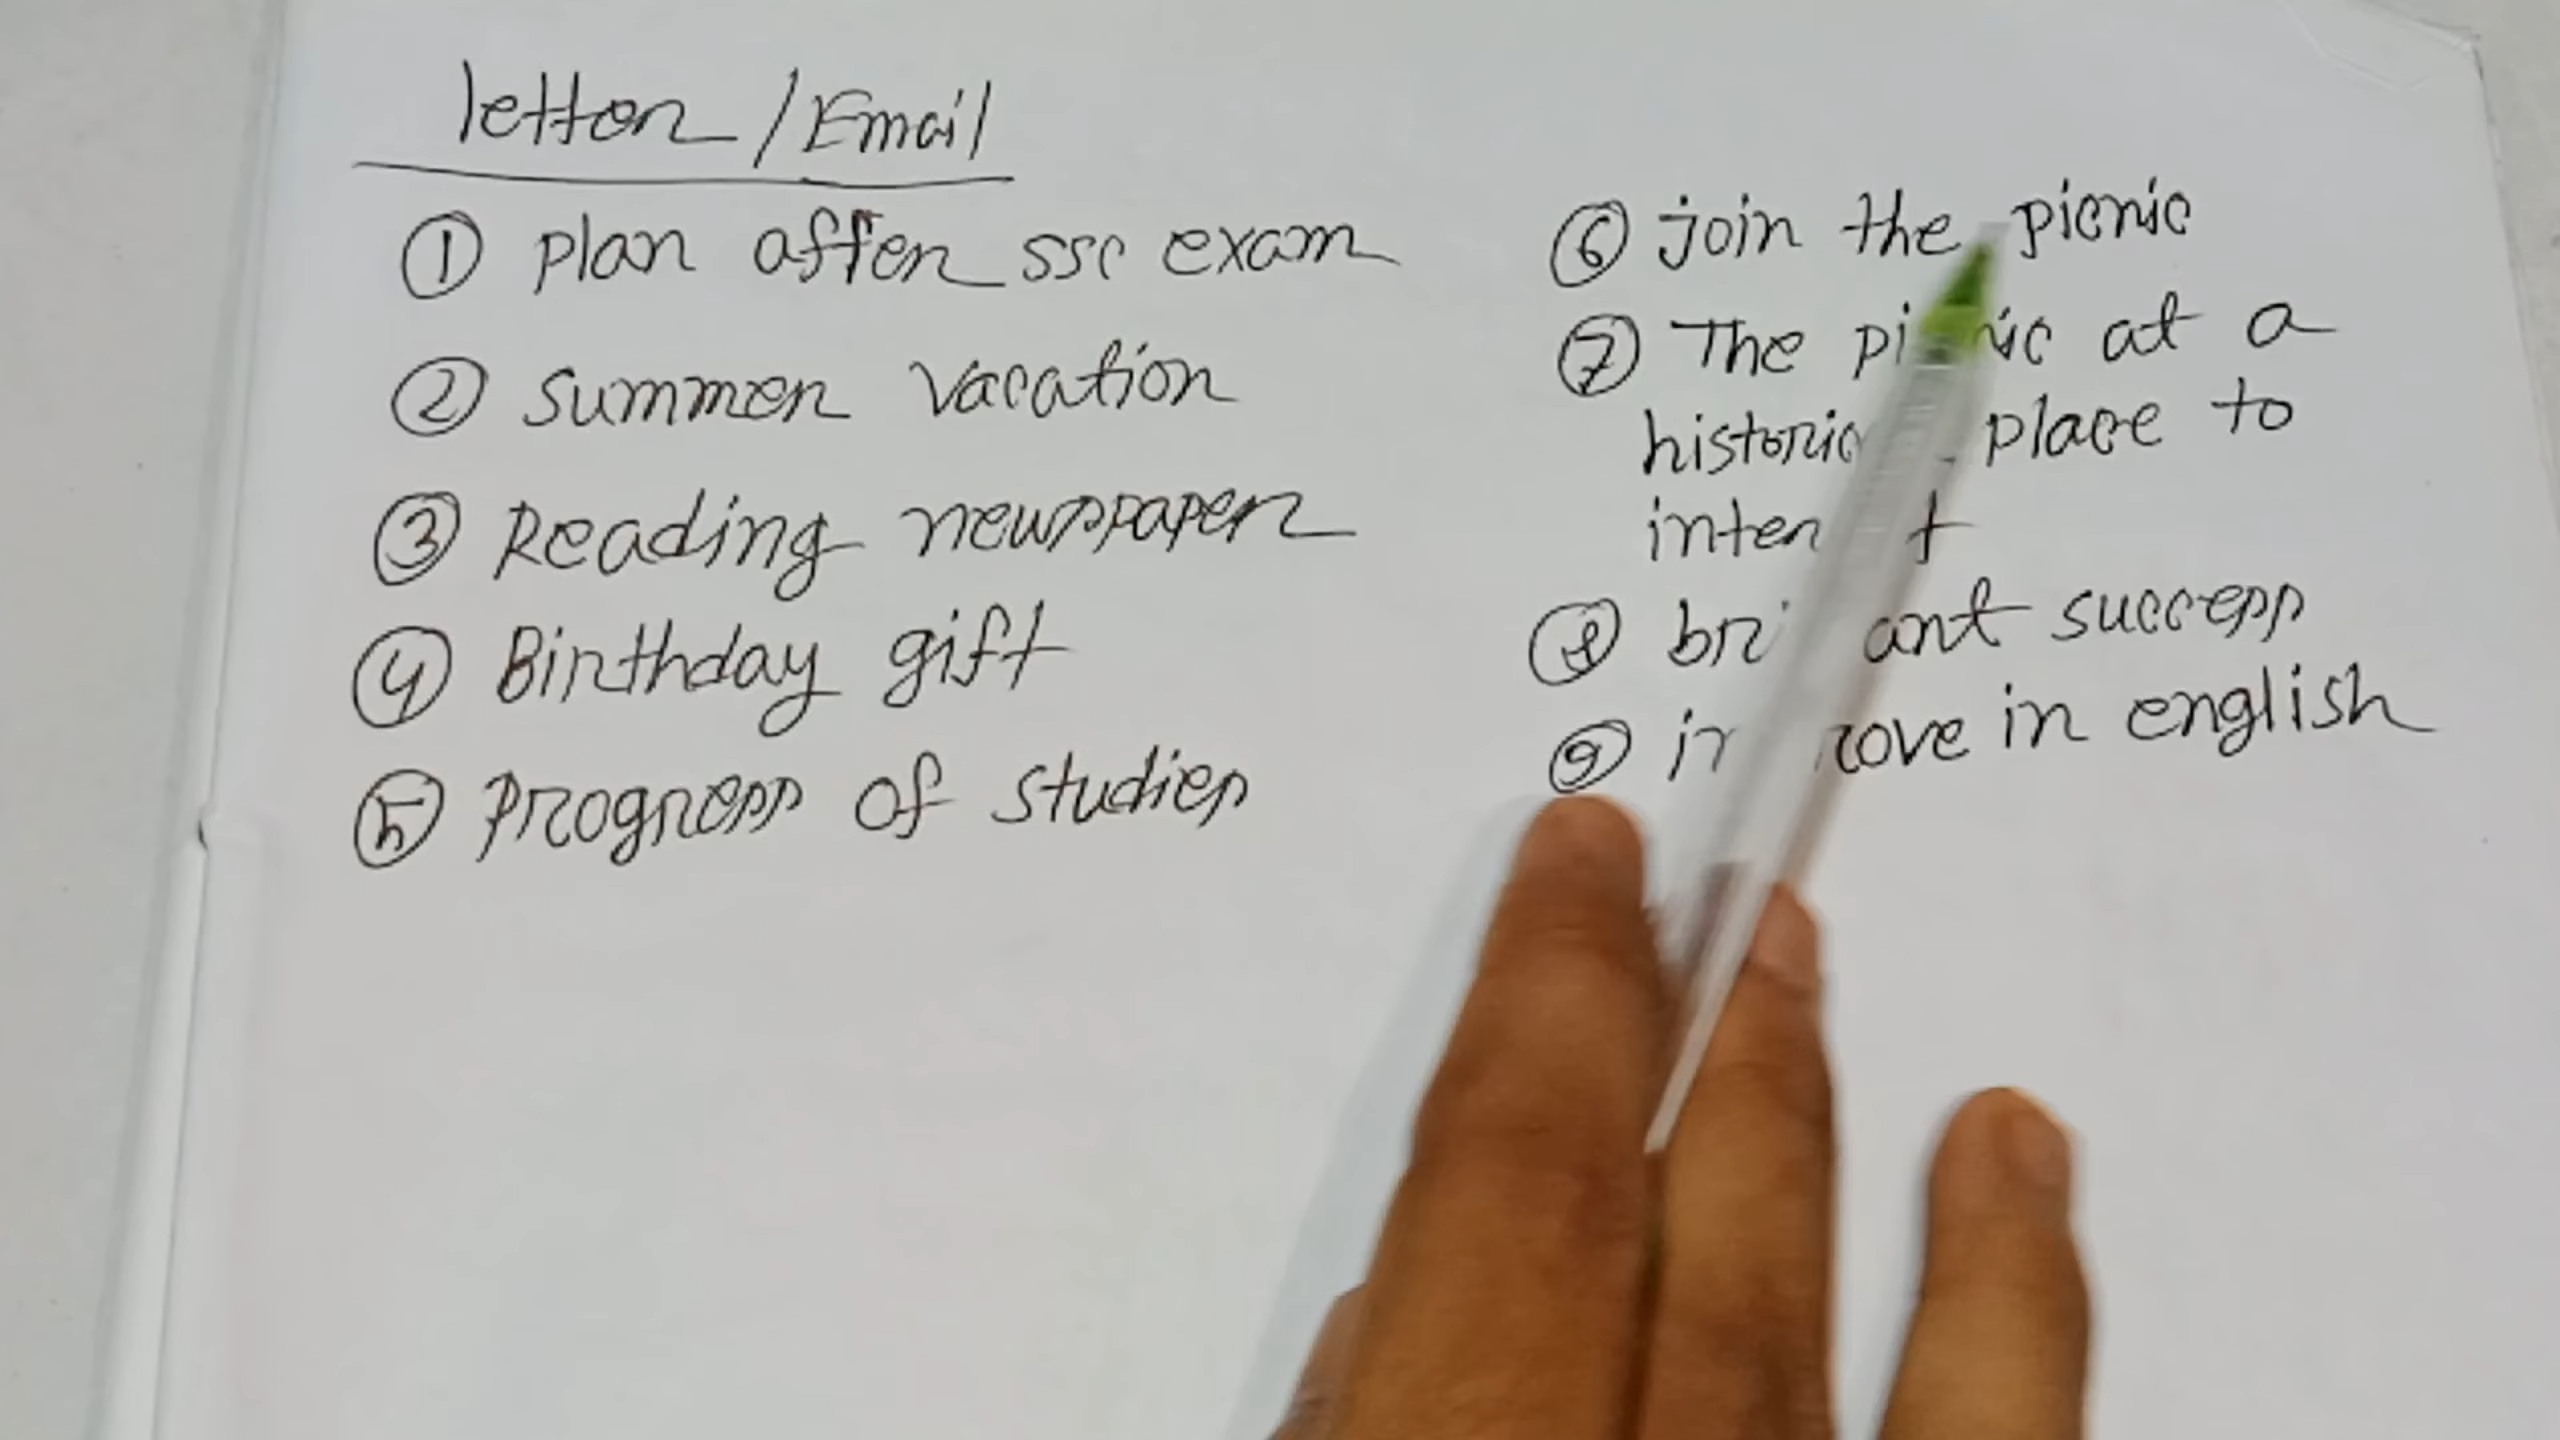 letter / Email
① plan after ssc exam
② summer vacation
③ Reading newspaper
④ Birthday gift
⑤ progress of studies
⑥ join the picnic
⑦ The at a
place to
⑧ success
⑨ in english